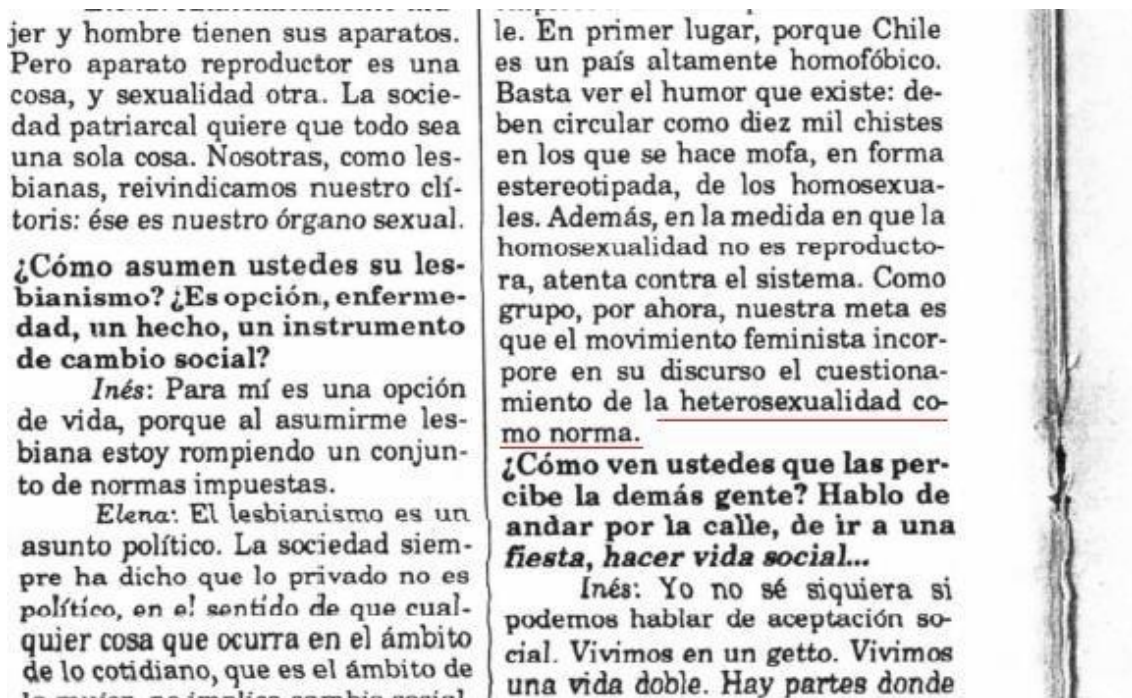 jer y hombre tienen sus aparatos.
Pero aparato reproductor es una
cosa, y sexualidad otra. La socie-
dad patriarcal quiere que todo sea
una sola cosa. Nosotras, como les-
bianas, reivindicamos nuestro clí-
toris: ése es nuestro órgano sexual.
¿Cómo asumen ustedes su les-
bianismo? ¿Es opción, enferme-
dad, un hecho, un instrumento
de cambio social?
Inés: Para mí es una opción
de vida, porque al asumirme les-
biana estoy rompiendo un conjun-
to de normas impuestas.
Elena: El lesbianismo es un
asunto político. La sociedad siem-
pre ha dicho que lo privado no es
político, en el sentido de que cual-
quier cosa que ocurra en el ámbito
de lo cotidiano, que es el ámbito de
le. En primer lugar, porque Chile
es un país altamente homofóbico.
Basta ver el humor que existe: de-
ben circular como diez mil chistes
en los que se hace mofa, en forma
estereotipada, de los homosexua-
les. Además, en la medida en que la
homosexualidad no es reproducto-
ra, atenta contra el sistema. Como
grupo, por ahora, nuestra meta es
que el movimiento feminista incor-
pore en su discurso el cuestiona-
miento de la heterosexualidad co-
mo norma.
¿Cómo ven ustedes que las per-
cibe la demás gente? Hablo de
andar por la calle, de ir a una
fiesta, hacer vida social...
Inés: Yo no sé siquiera si
podemos hablar de aceptación so-
cial. Vivimos en un getto. Vivimos
una vida doble. Hay partes donde